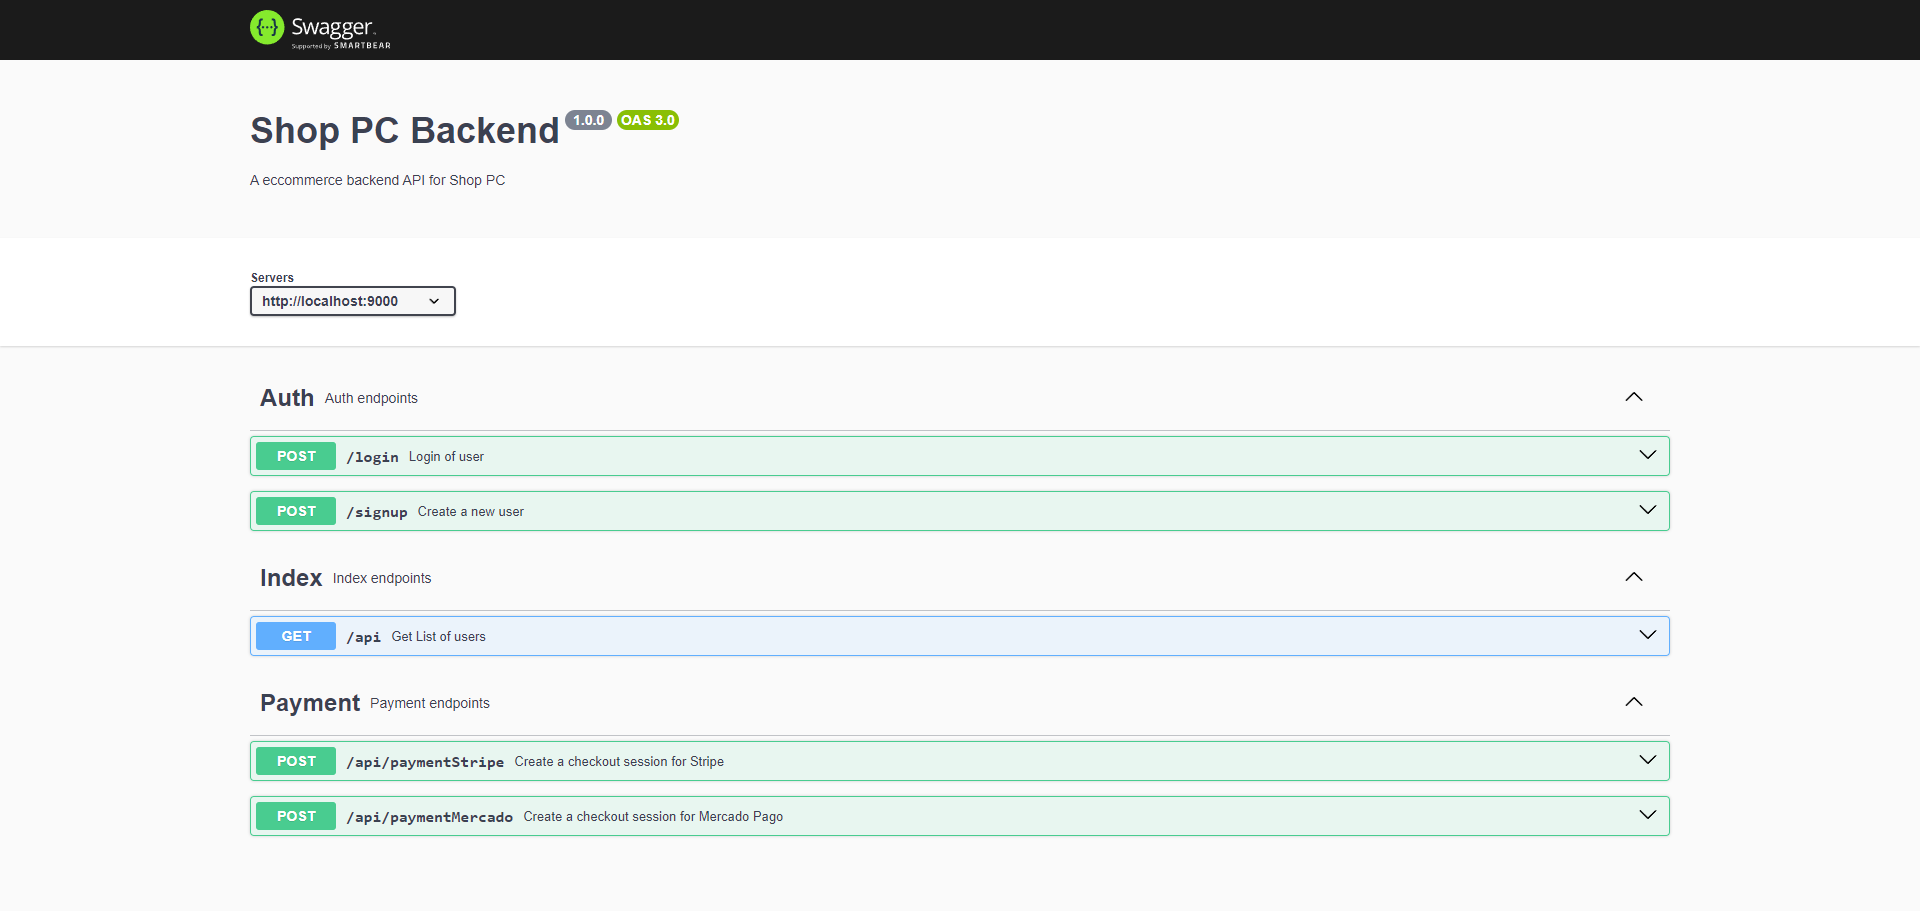 Swagger
Supported by SMARTBEAR
Shop PC Backend 1.0.0 OAS 3.0
A eccommerce backend API for Shop PC
Servers
http://localhost:9000
Auth Auth endpoints
POST /login Login of user
POST /signup Create a new user
Index Index endpoints
GET /api Get List of users
Payment Payment endpoints
POST /api/paymentStripe Create a checkout session for Stripe
POST /api/paymentMercado Create a checkout session for Mercado Pago